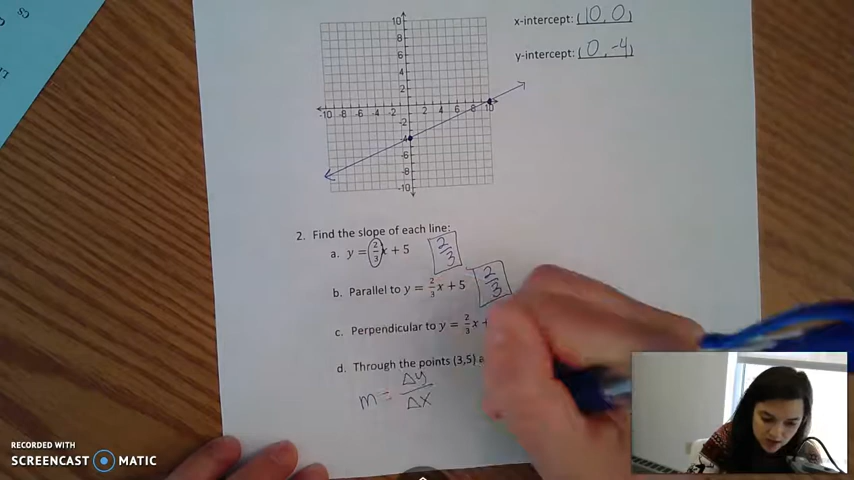 x-intercept: (10, 0)
y-intercept: (0, -4)
10
8
6
4
2
-10 -8 -6 -4 -2 2 4 6 8 10
-2
-4
-6
-8
-10
2. Find the slope of each line:
a. y = 2/3 x + 5 2/3
b. Parallel to y = 2/3 x + 5 2/3
c. Perpendicular to y = 2/3 x +
d. Through the points (3,5)
m = Δy/Δx
RECORDED WITH
SCREENCAST MATIC